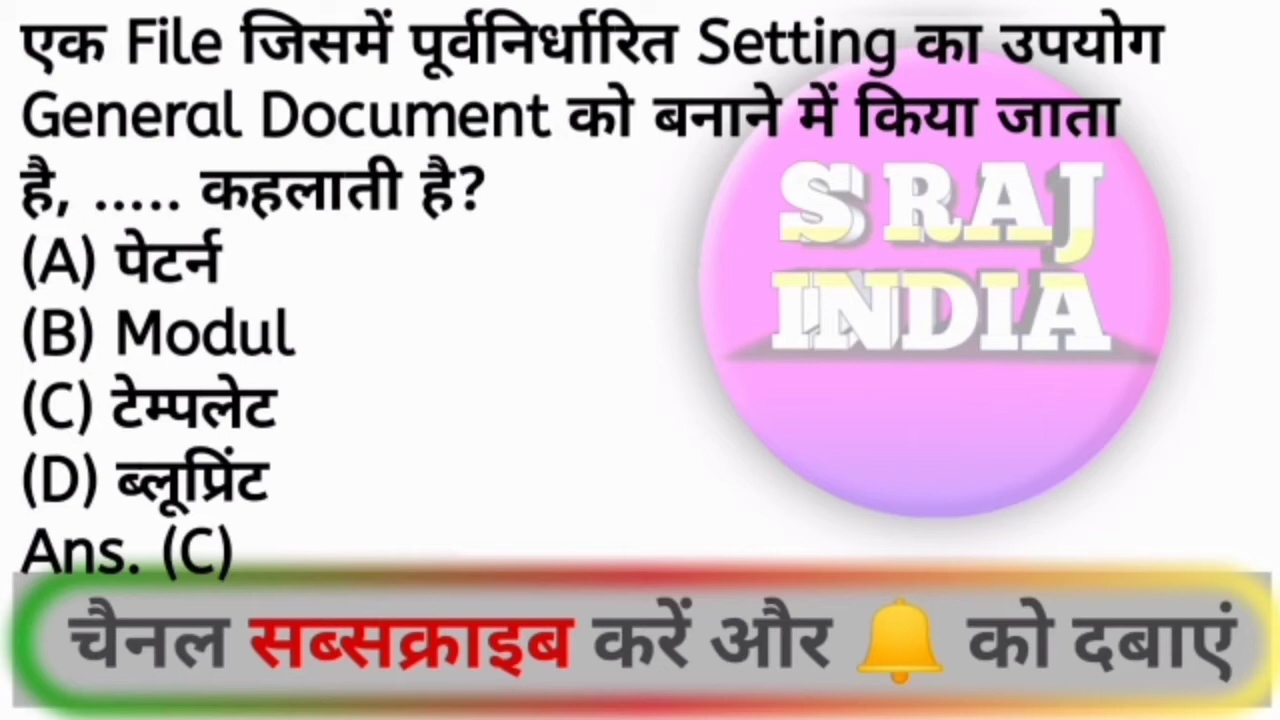 एक File जिसमें पूर्वनिर्धारित Setting का उपयोग
General Document को बनाने में किया जाता
है, ..... कहलाती है?
(A) पेटर्न
(B) Modul
(C) टेम्पलेट
(D) ब्लूप्रिंट
Ans. (C)
S RAJ
INDIA
चैनल सब्सक्राइब करें और 🔔 को दबाएं